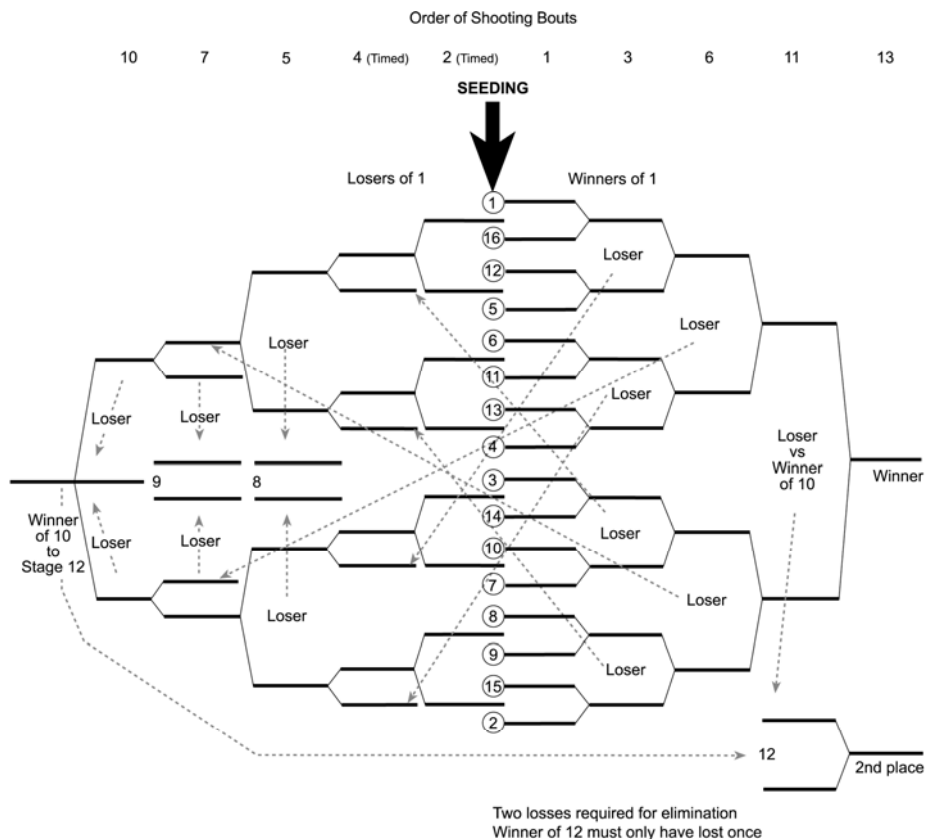 Order of Shooting Bouts
10 7 5 4 (Timed) 2 (Timed) 1 3 6 11 13
SEEDING
Losers of 1
Winners of 1
1
16
12
5
6
11
13
4
3
14
10
7
8
9
15
2
Loser
Loser
Loser
Loser
Loser
Loser
Loser
Loser
Loser
Loser
Loser
Loser
Loser
9
8
Winner
of 10
to
Stage 12
Loser
vs
Winner
of 10
Winner
12
2nd place
Two losses required for elimination
Winner of 12 must only have lost once